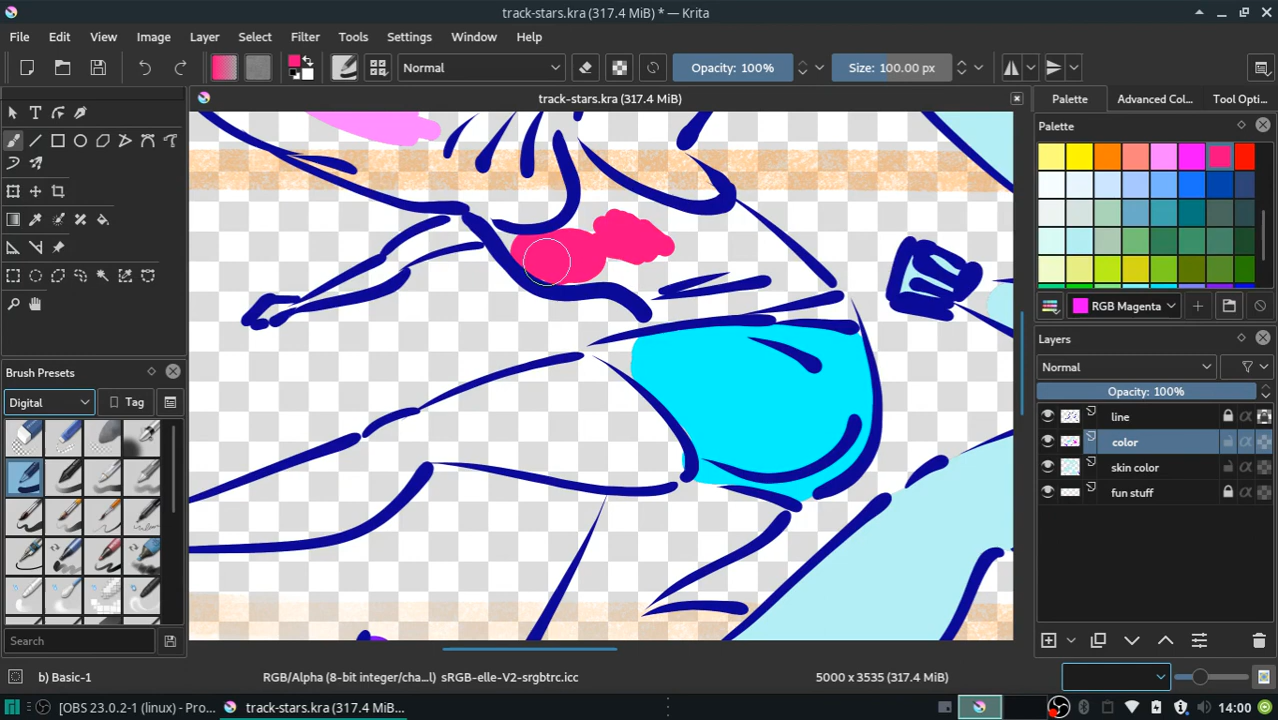 track-stars.kra (317.4 MiB) * — Krita
File Edit View Image Layer Select Filter Tools Settings Window Help
Normal Opacity: 100% Size: 100.00 px
track-stars.kra (317.4 MiB)
Palette Advanced Col... Tool Opti...
Palette
RGB Magenta
Layers
Normal
Opacity: 100%
line
color
skin color
fun stuff
Brush Presets
Digital Tag
Search
b) Basic-1 RGB/Alpha (8-bit integer/cha...l) sRGB-elle-V2-srgbtrc.icc 5000 x 3535 (317.4 MiB)
[OBS 23.0.2-1 (linux) - Pro... track-stars.kra (317.4 MiB... 14:00